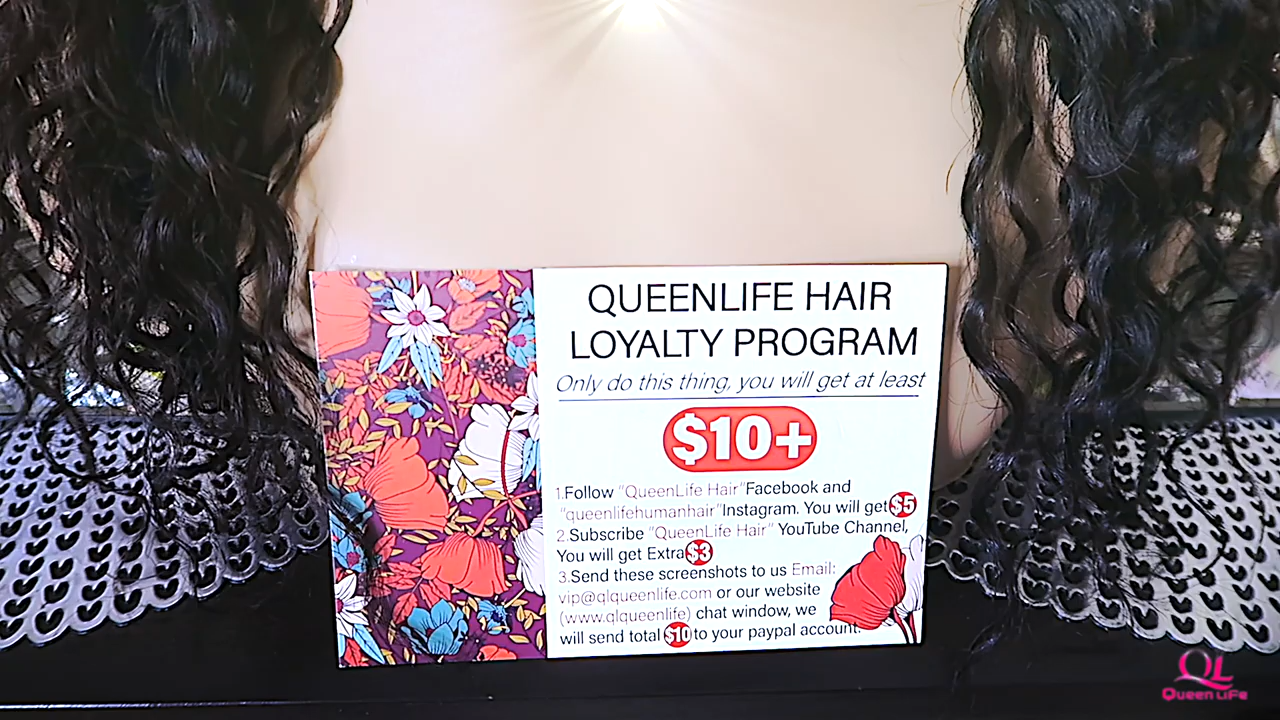 QUEENLIFE HAIR
LOYALTY PROGRAM
Only do this thing, you will get at least
$10+
1.Follow "QueenLife Hair"Facebook and
"queenlifehumanhair"Instagram. You will get $5
2.Subscribe "QueenLife Hair" YouTube Channel,
You will get Extra $3
3.Send these screenshots to us Email:
vip@qlqueenlife.com or our website
(www.qlqueenlife) chat window, we
will send total $10 to your paypal account.
QL
Queen LiFe